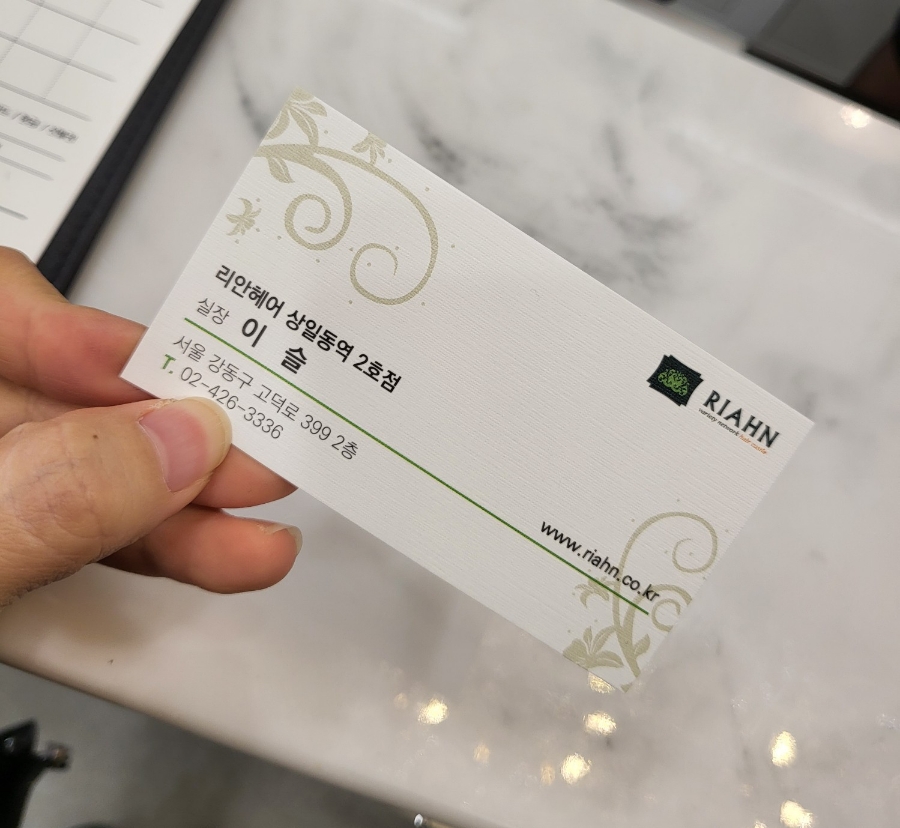 리안헤어 상일동역 2호점
실장 이 슬
서울 강동구 고덕로 399 2층
T. 02-426-3336
RIAHN
www.riahn.co.kr